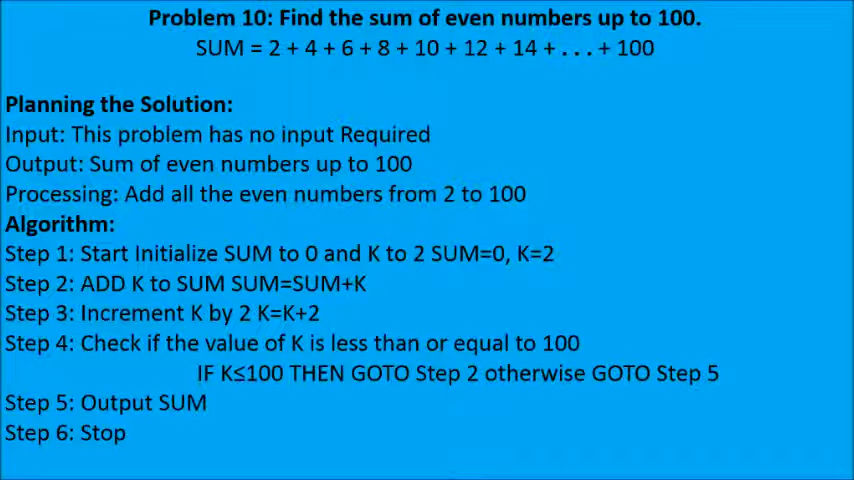 Problem 10: Find the sum of even numbers up to 100.
SUM = 2 + 4 + 6 + 8 + 10 + 12 + 14 + . . . + 100
Planning the Solution:
Input: This problem has no input Required
Output: Sum of even numbers up to 100
Processing: Add all the even numbers from 2 to 100
Algorithm:
Step 1: Start Initialize SUM to 0 and K to 2 SUM=0, K=2
Step 2: ADD K to SUM SUM=SUM+K
Step 3: Increment K by 2 K=K+2
Step 4: Check if the value of K is less than or equal to 100
IF K≤100 THEN GOTO Step 2 otherwise GOTO Step 5
Step 5: Output SUM
Step 6: Stop